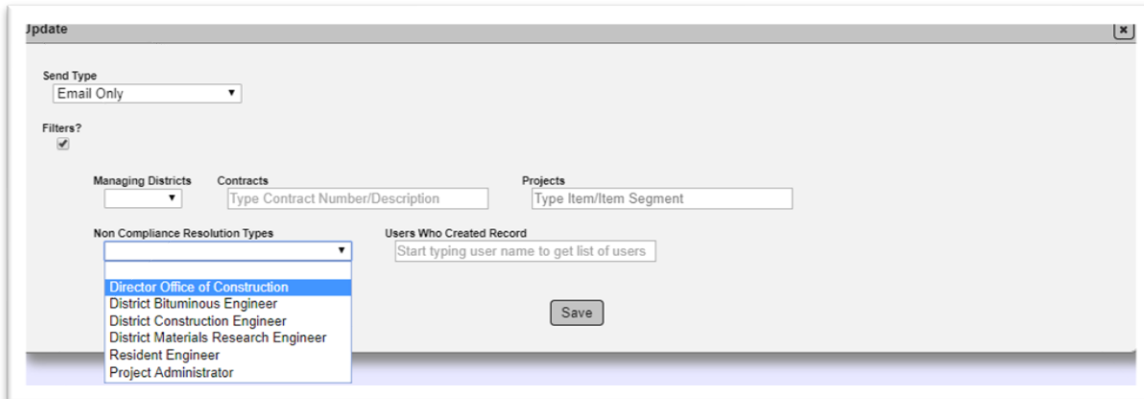 Update
Send Type
Email Only
Filters?
Managing Districts Contracts Projects
Type Contract Number/Description Type Item/Item Segment
Non Compliance Resolution Types Users Who Created Record
Start typing user name to get list of users
Director Office of Construction
District Bituminous Engineer
Save
District Construction Engineer
District Materials Research Engineer
Resident Engineer
Project Administrator